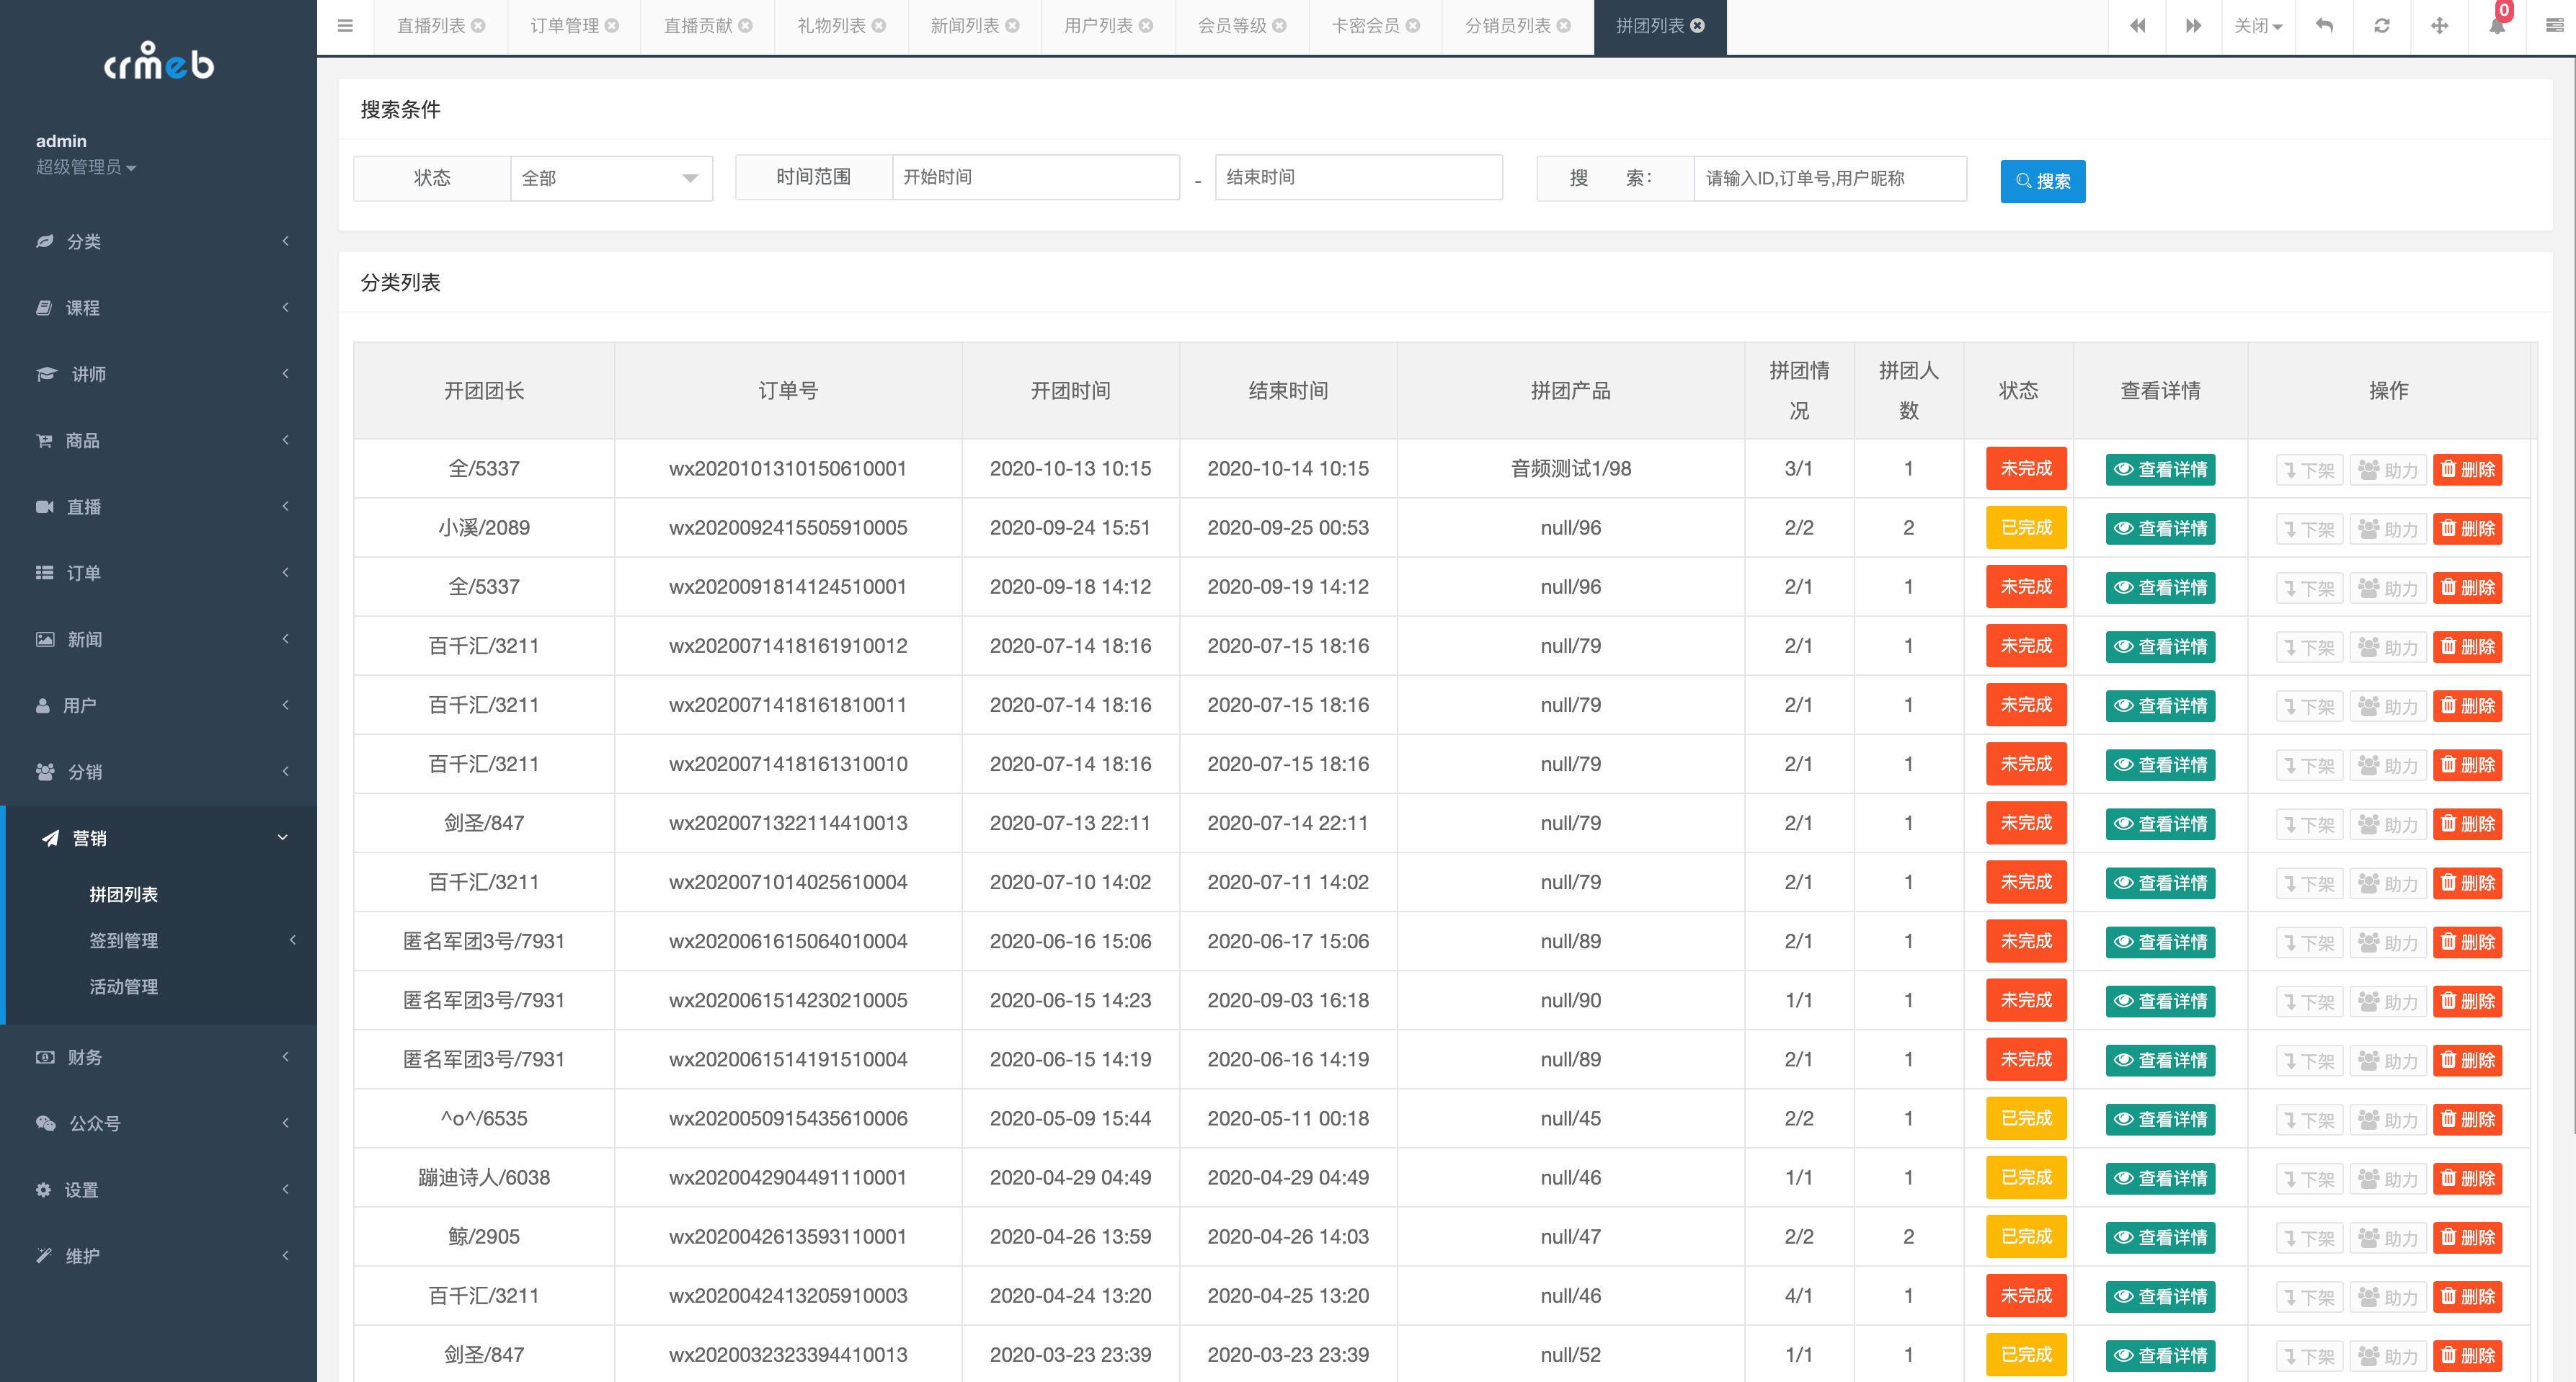 crmeb
admin
超级管理员
分类
课程
讲师
商品
直播
订单
新闻
用户
分销
营销
拼团列表
签到管理
活动管理
财务
公众号
设置
维护
直播列表 订单管理 直播贡献 礼物列表 新闻列表 用户列表 会员等级 卡密会员 分销员列表 拼团列表 关闭 0
搜索条件
状态 全部 时间范围 开始时间 - 结束时间 搜 索： 请输入ID,订单号,用户昵称 搜索
分类列表
开团团长 订单号 开团时间 结束时间 拼团产品 拼团情况 拼团人数 状态 查看详情 操作
全/5337 wx2020101310150610001 2020-10-13 10:15 2020-10-14 10:15 音频测试1/98 3/1 1 未完成 查看详情 下架 助力 删除
小溪/2089 wx2020092415505910005 2020-09-24 15:51 2020-09-25 00:53 null/96 2/2 2 已完成 查看详情 下架 助力 删除
全/5337 wx2020091814124510001 2020-09-18 14:12 2020-09-19 14:12 null/96 2/1 1 未完成 查看详情 下架 助力 删除
百千汇/3211 wx2020071418161910012 2020-07-14 18:16 2020-07-15 18:16 null/79 2/1 1 未完成 查看详情 下架 助力 删除
百千汇/3211 wx2020071418161810011 2020-07-14 18:16 2020-07-15 18:16 null/79 2/1 1 未完成 查看详情 下架 助力 删除
百千汇/3211 wx2020071418161310010 2020-07-14 18:16 2020-07-15 18:16 null/79 2/1 1 未完成 查看详情 下架 助力 删除
剑圣/847 wx2020071322114410013 2020-07-13 22:11 2020-07-14 22:11 null/79 2/1 1 未完成 查看详情 下架 助力 删除
百千汇/3211 wx2020071014025610004 2020-07-10 14:02 2020-07-11 14:02 null/79 2/1 1 未完成 查看详情 下架 助力 删除
匿名军团3号/7931 wx2020061615064010004 2020-06-16 15:06 2020-06-17 15:06 null/89 2/1 1 未完成 查看详情 下架 助力 删除
匿名军团3号/7931 wx2020061514230210005 2020-06-15 14:23 2020-09-03 16:18 null/90 1/1 1 未完成 查看详情 下架 助力 删除
匿名军团3号/7931 wx2020061514191510004 2020-06-15 14:19 2020-06-16 14:19 null/89 2/1 1 未完成 查看详情 下架 助力 删除
^o^/6535 wx2020050915435610006 2020-05-09 15:44 2020-05-11 00:18 null/45 2/2 1 已完成 查看详情 下架 助力 删除
蹦迪诗人/6038 wx2020042904491110001 2020-04-29 04:49 2020-04-29 04:49 null/46 1/1 1 已完成 查看详情 下架 助力 删除
鲸/2905 wx2020042613593110001 2020-04-26 13:59 2020-04-26 14:03 null/47 2/2 2 已完成 查看详情 下架 助力 删除
百千汇/3211 wx2020042413205910003 2020-04-24 13:20 2020-04-25 13:20 null/46 4/1 1 未完成 查看详情 下架 助力 删除
剑圣/847 wx2020032323394410013 2020-03-23 23:39 2020-03-23 23:39 null/52 1/1 1 已完成 查看详情 下架 助力 删除